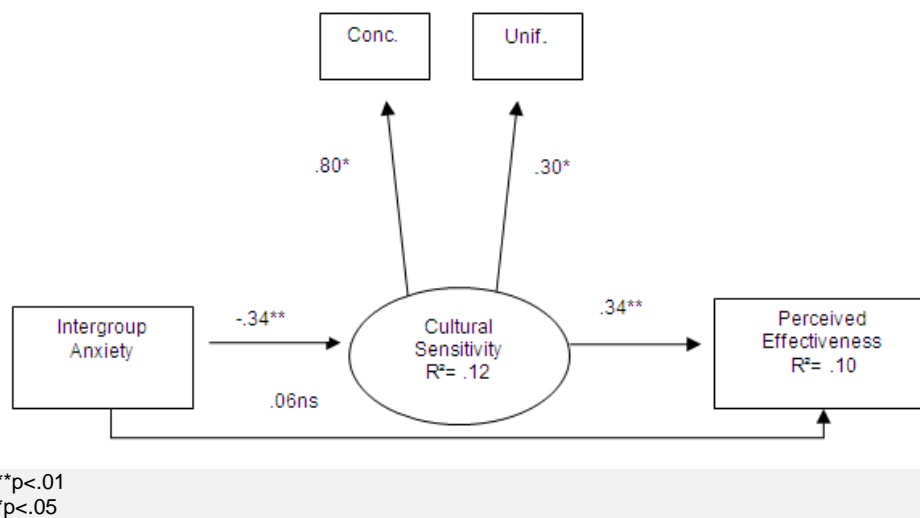 Conc.
Unif.
.80*
.30*
Intergroup
Anxiety
-.34**
Cultural
Sensitivity
R²= .12
.34**
Perceived
Effectiveness
R²= .10
.06ns
**p<.01
*p<.05